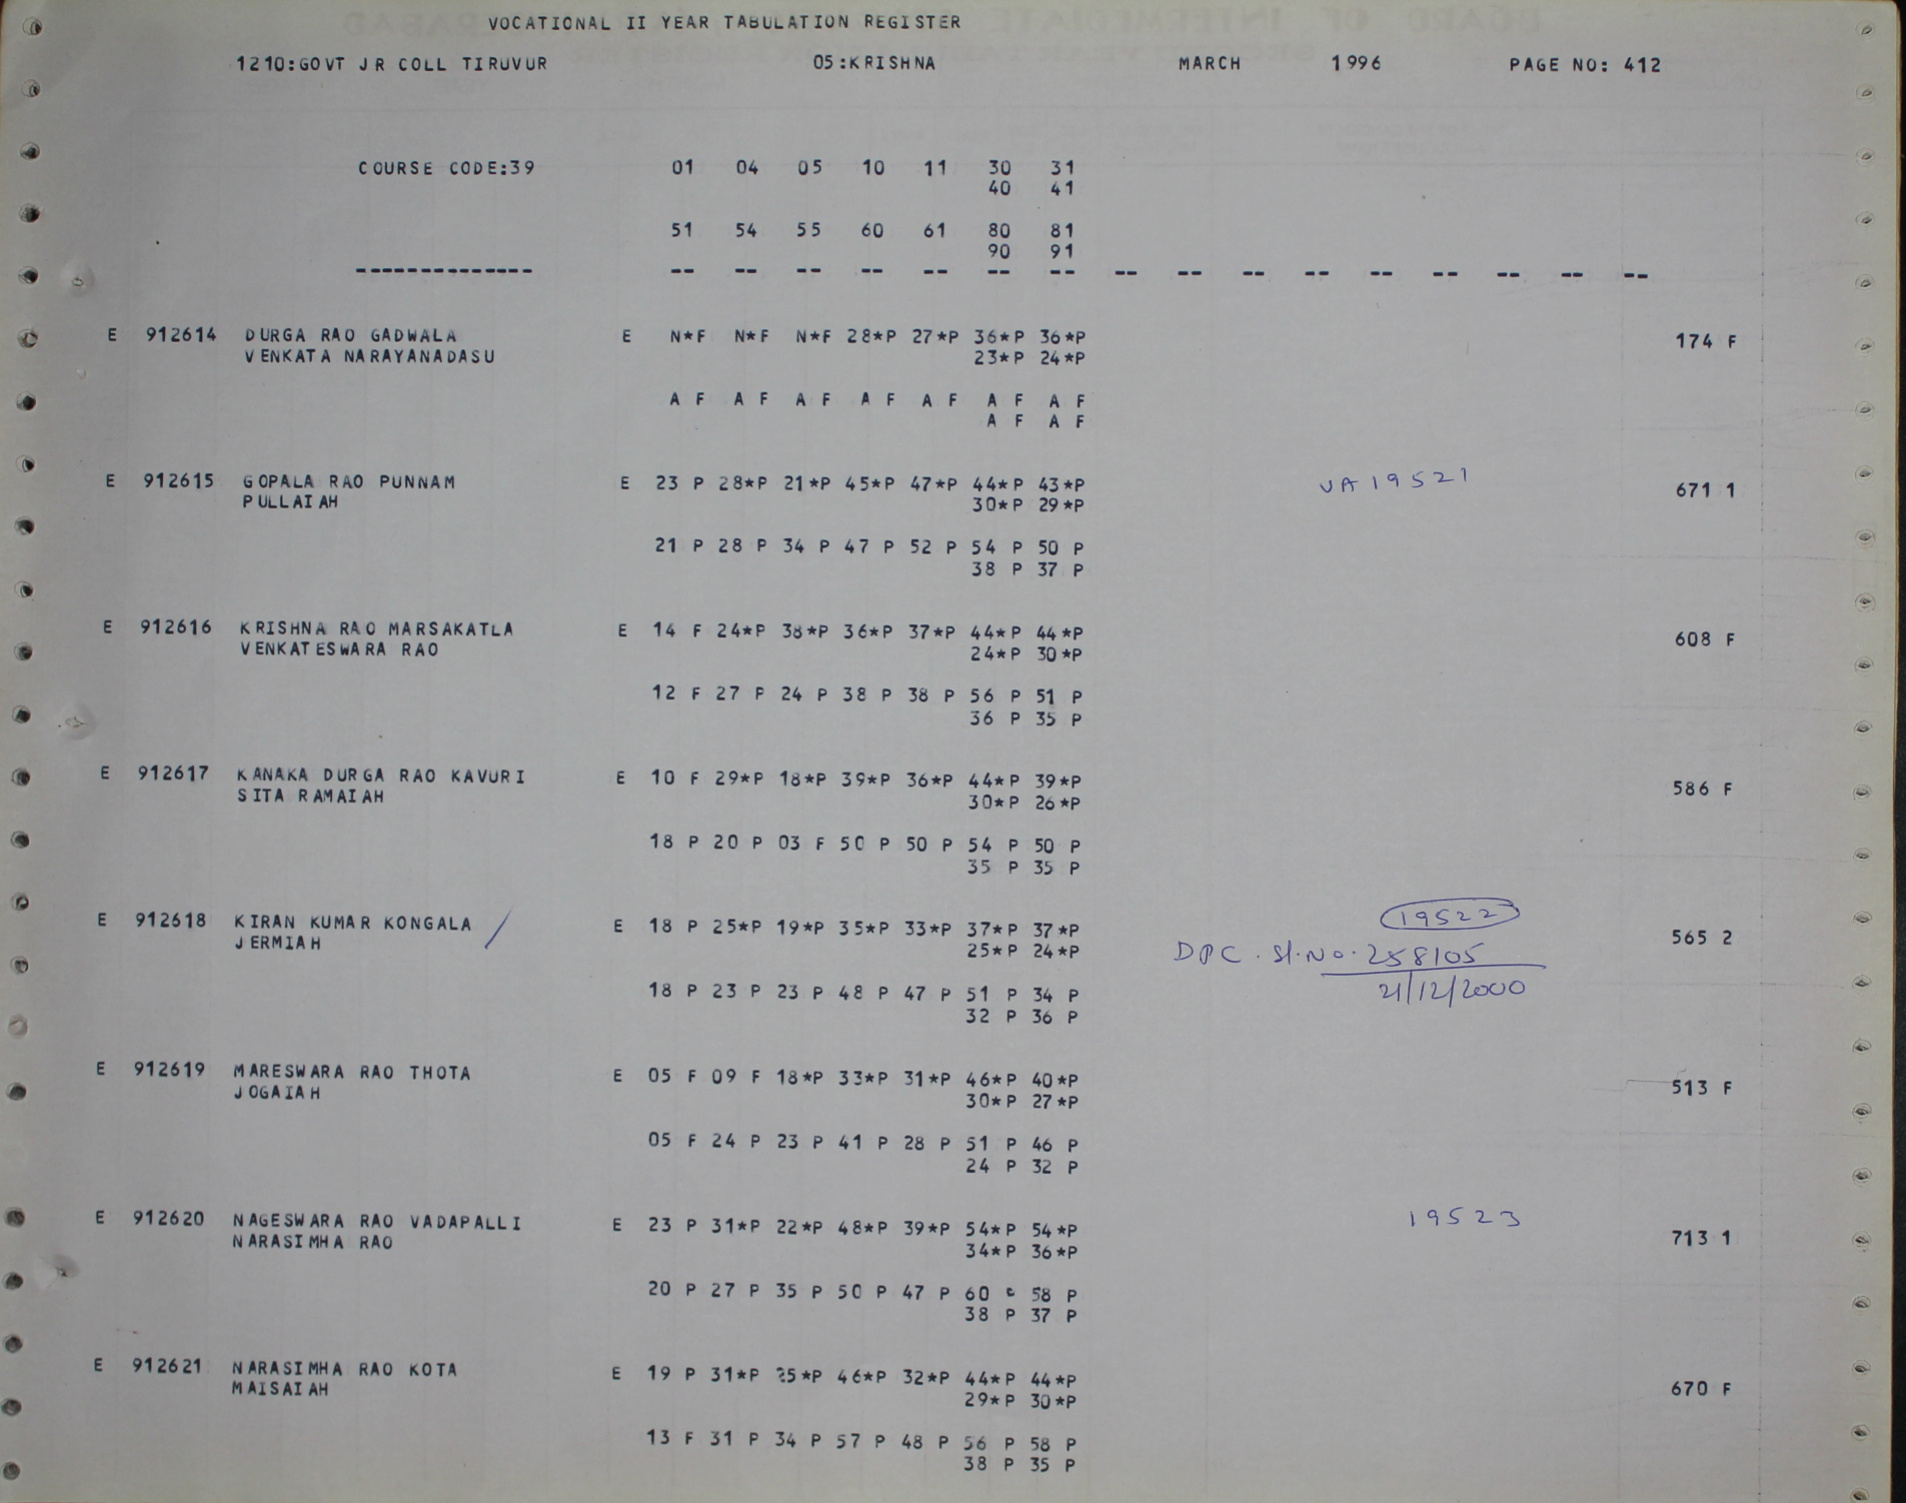 VOCATIONAL II YEAR TABULATION REGISTER
1210:GOVT JR COLL TIRUVUR 05:KRISHNA MARCH 1996 PAGE NO: 412
COURSE CODE:39 01 04 05 10 11 30 31
40 41
51 54 55 60 61 80 81
90 91
-------------- -- -- -- -- -- -- -- -- -- -- -- -- -- -- -- --
E 912614 DURGA RAO GADWALA E N*F N*F N*F 28*P 27*P 36*P 36*P 174 F
VENKATA NARAYANADASU 23*P 24*P
A F A F A F A F A F A F A F
A F A F
E 912615 GOPALA RAO PUNNAM E 23 P 28*P 21*P 45*P 47*P 44*P 43*P VA19521 671 1
PULLAIAH 30*P 29*P
21 P 28 P 34 P 47 P 52 P 54 P 50 P
38 P 37 P
E 912616 KRISHNA RAO MARSAKATLA E 14 F 24*P 38*P 36*P 37*P 44*P 44*P 608 F
VENKATESWARA RAO 24*P 30*P
12 F 27 P 24 P 38 P 38 P 56 P 51 P
36 P 35 P
E 912617 KANAKA DURGA RAO KAVURI E 10 F 29*P 18*P 39*P 36*P 44*P 39*P 586 F
SITA RAMAIAH 30*P 26*P
18 P 20 P 03 F 50 P 50 P 54 P 50 P
35 P 35 P
E 912618 KIRAN KUMAR KONGALA / E 18 P 25*P 19*P 35*P 33*P 37*P 37*P 19522 565 2
JERMIAH 25*P 24*P DPC. Sl.No.258105
21/12/2000
18 P 23 P 23 P 48 P 47 P 51 P 34 P
32 P 36 P
E 912619 MARESWARA RAO THOTA E 05 F 09 F 18*P 33*P 31*P 46*P 40*P 513 F
JOGAIAH 30*P 27*P
05 F 24 P 23 P 41 P 28 P 51 P 46 P
24 P 32 P
E 912620 NAGESWARA RAO VADAPALLI E 23 P 31*P 22*P 48*P 39*P 54*P 54*P 19523 713 1
NARASIMHA RAO 34*P 36*P
20 P 27 P 35 P 50 P 47 P 60 58 P
38 P 37 P
E 912621 NARASIMHA RAO KOTA E 19 P 31*P 25*P 46*P 32*P 44*P 44*P 670 F
MAISAIAH 29*P 30*P
13 F 31 P 34 P 57 P 48 P 56 P 58 P
38 P 35 P